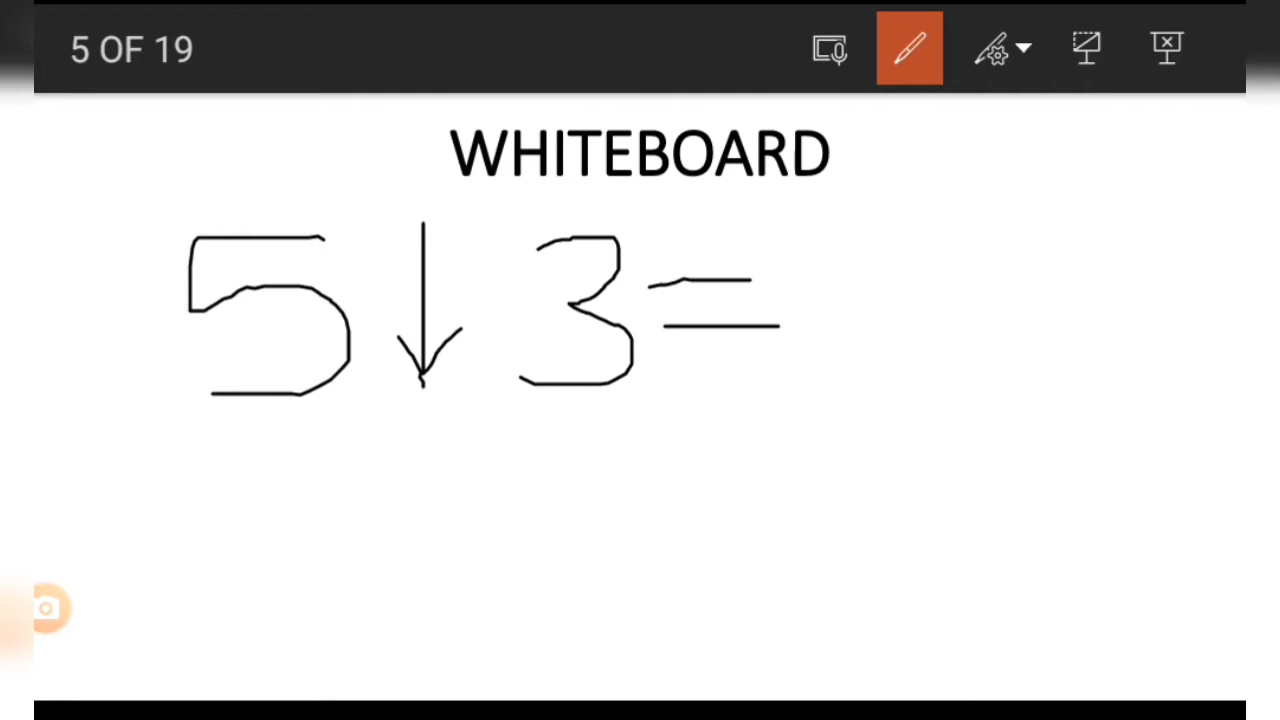 5 OF 19
WHITEBOARD
5 ↓ 3 =